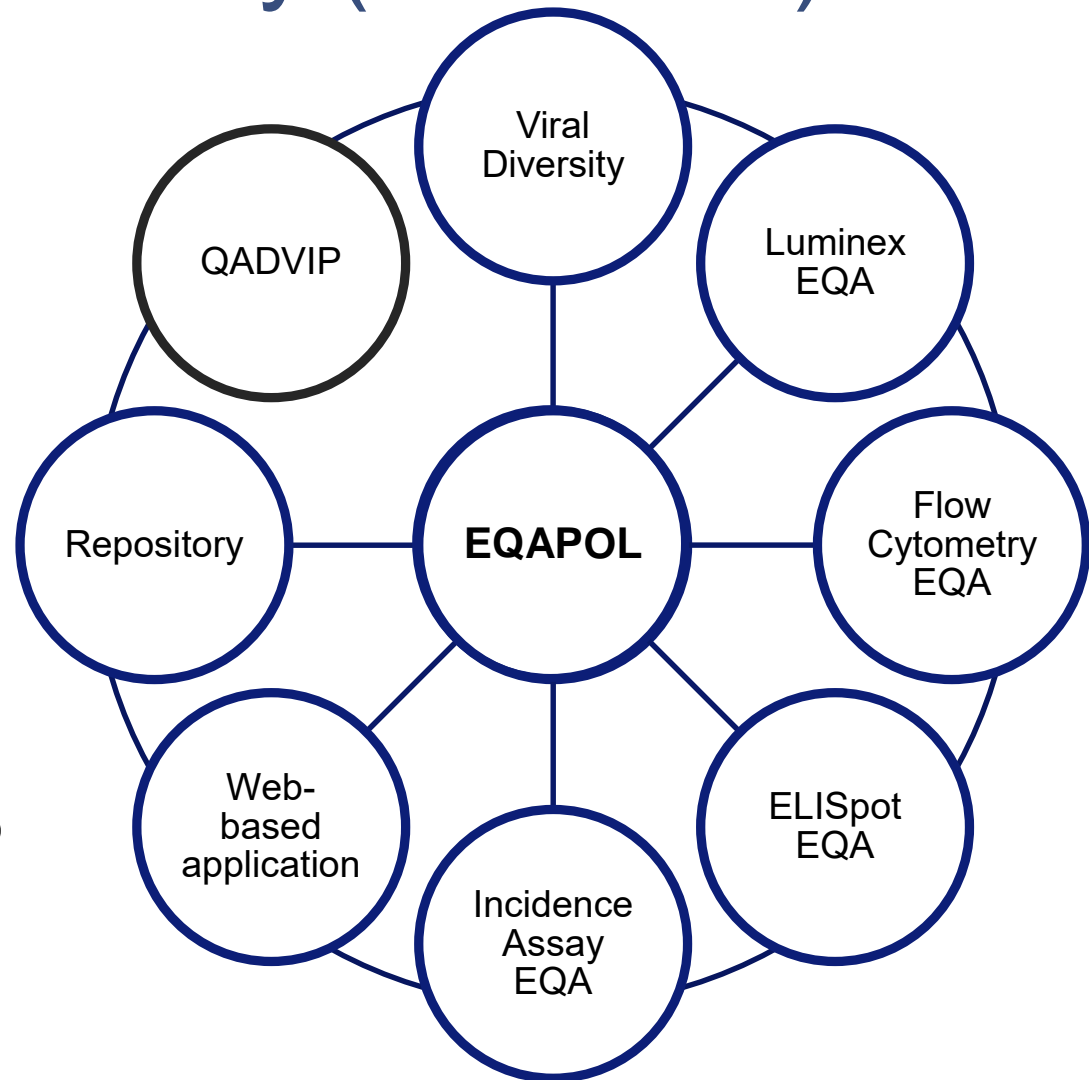 Viral
Diversity
Luminex
EQA
QADVIP
Flow
Cytometry
EQA
EQAPOL
Repository
ELISpot
EQA
Web-
based
application
Incidence
Assay
EQA